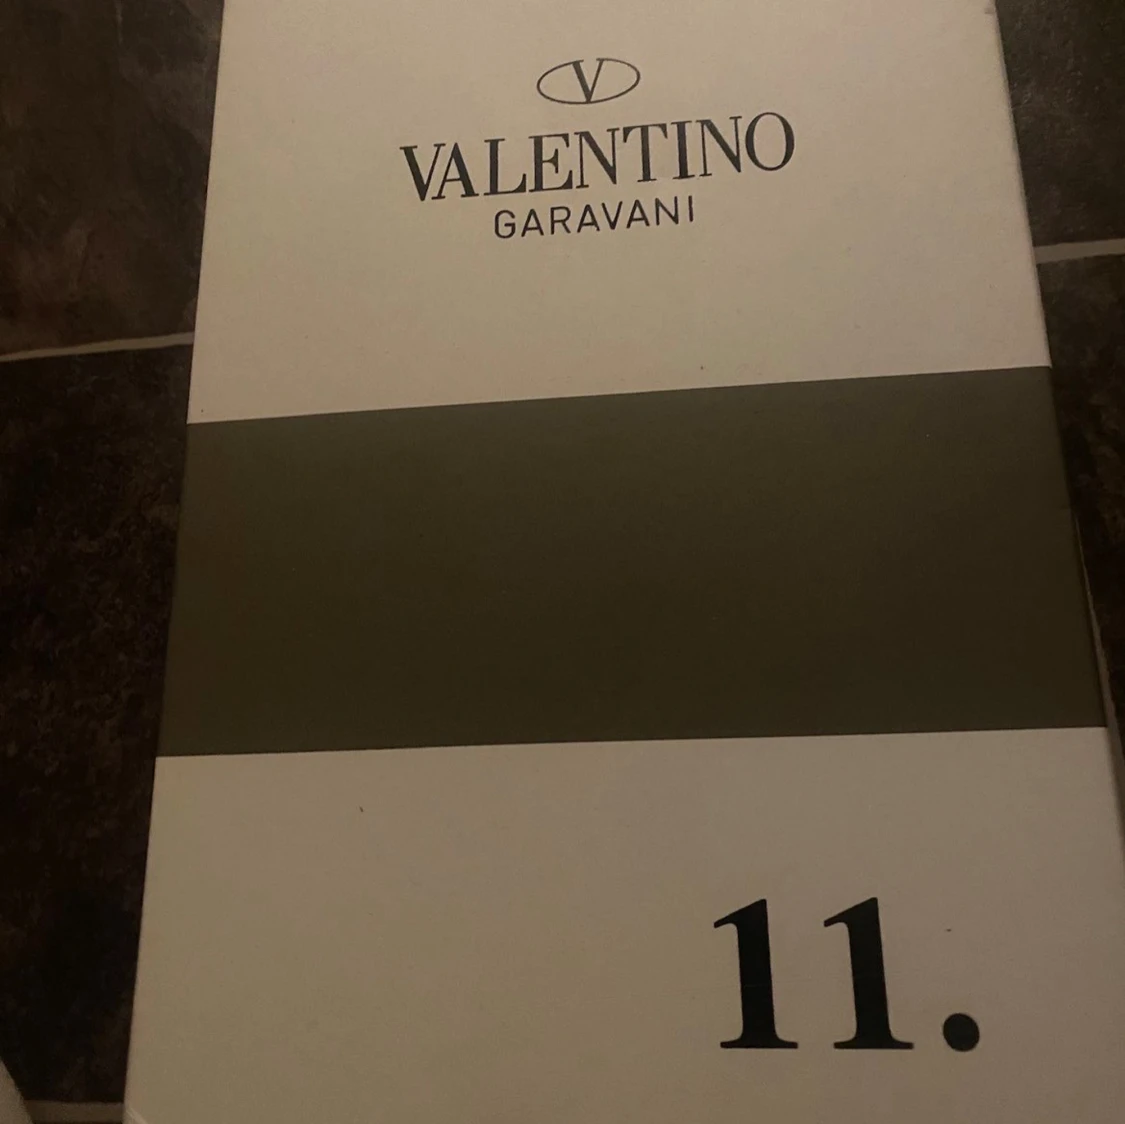 V
VALENTINO
GARAVANI
11.